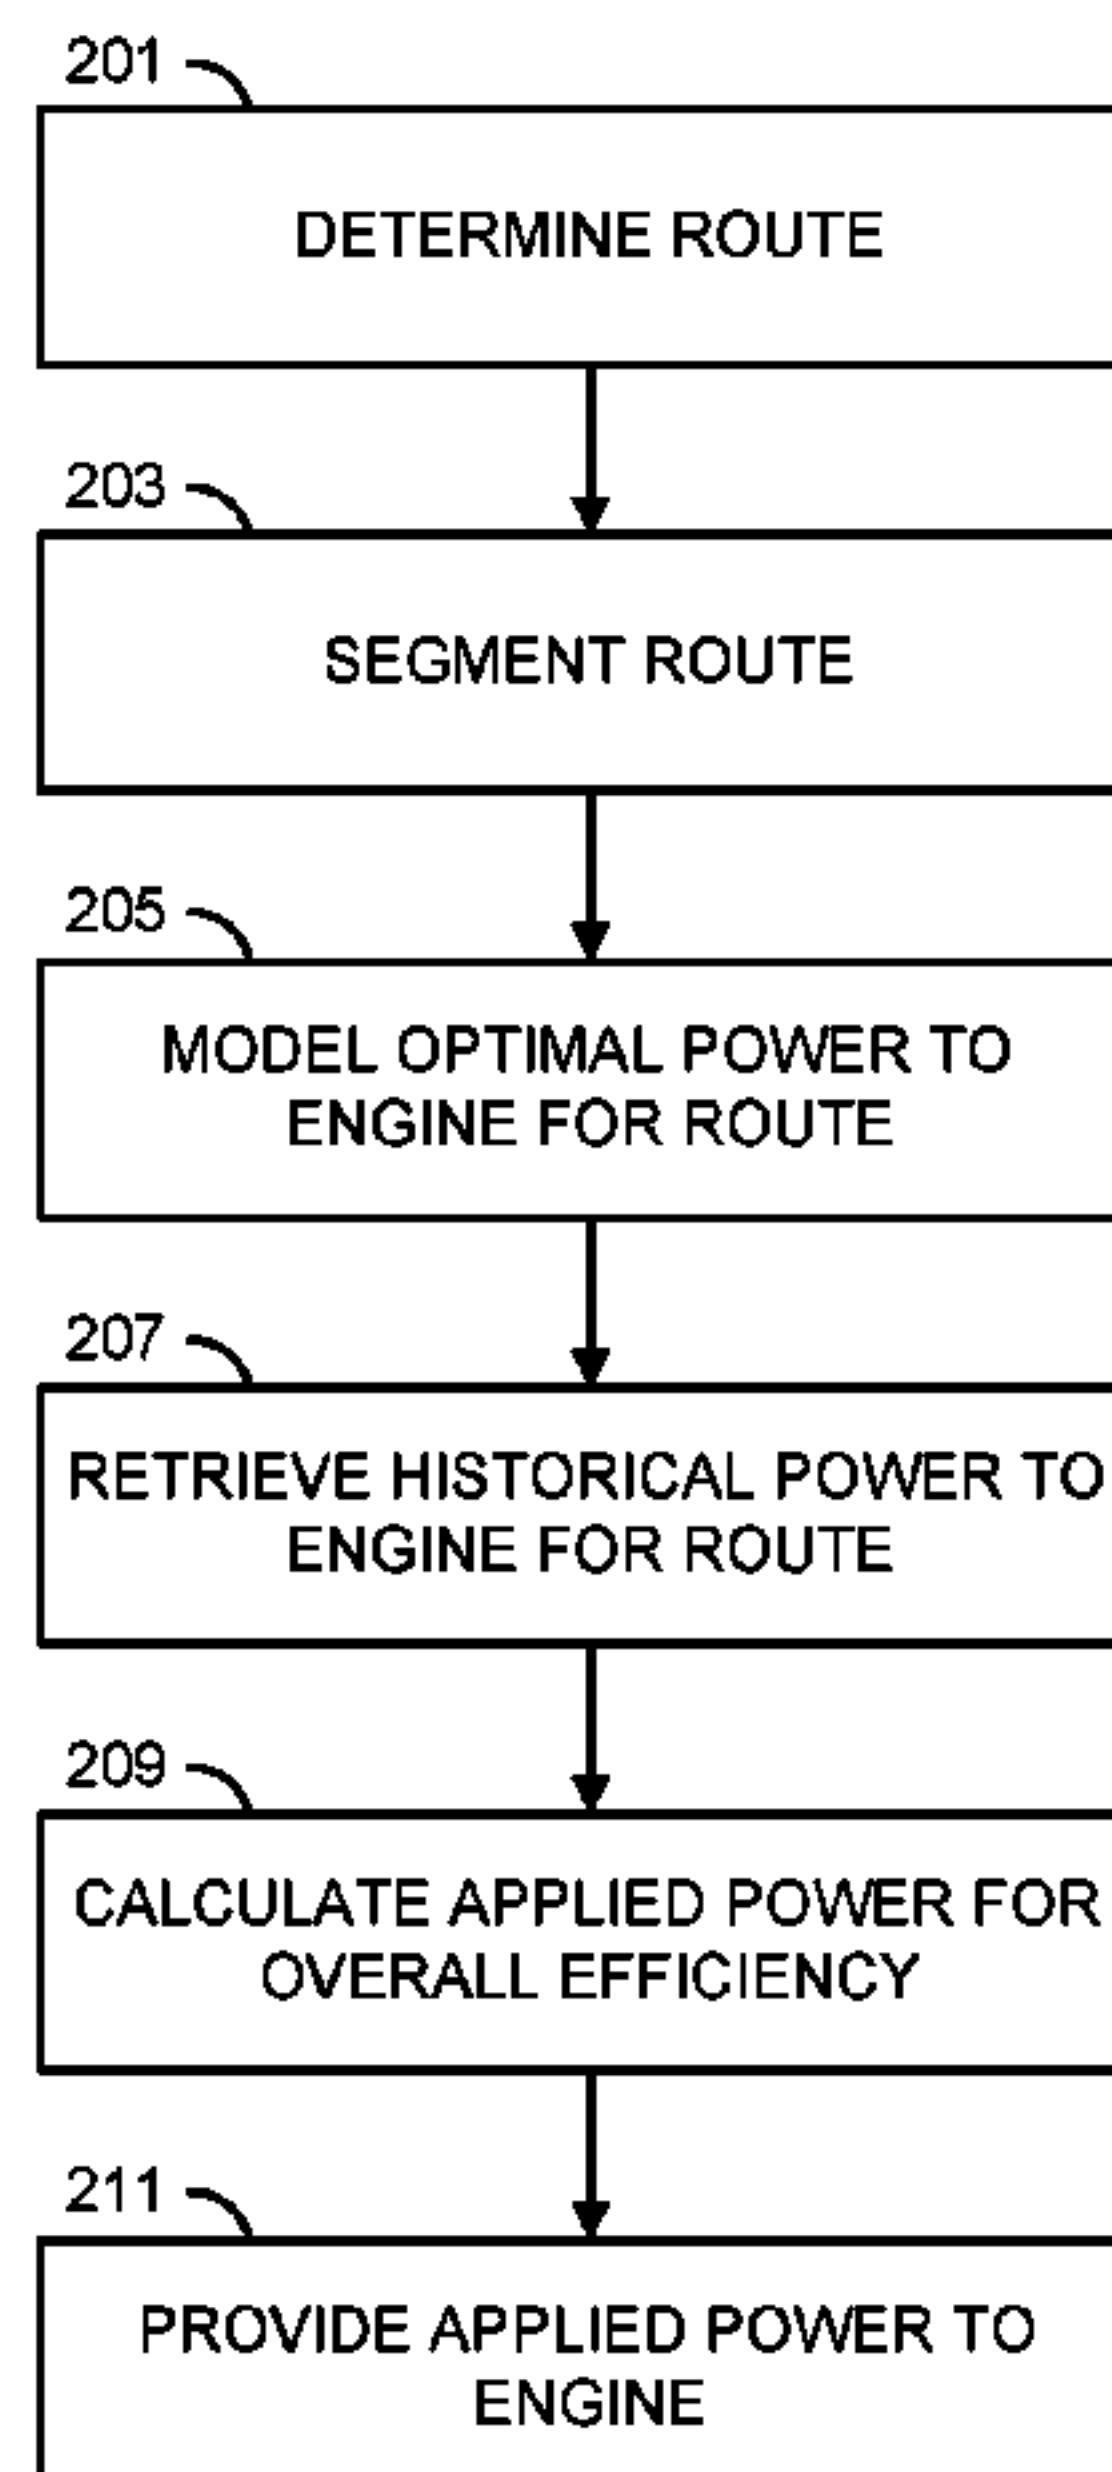 201
DETERMINE ROUTE
203
SEGMENT ROUTE
205
MODEL OPTIMAL POWER TO
ENGINE FOR ROUTE
207
RETRIEVE HISTORICAL POWER TO
ENGINE FOR ROUTE
209
CALCULATE APPLIED POWER FOR
OVERALL EFFICIENCY
211
PROVIDE APPLIED POWER TO
ENGINE